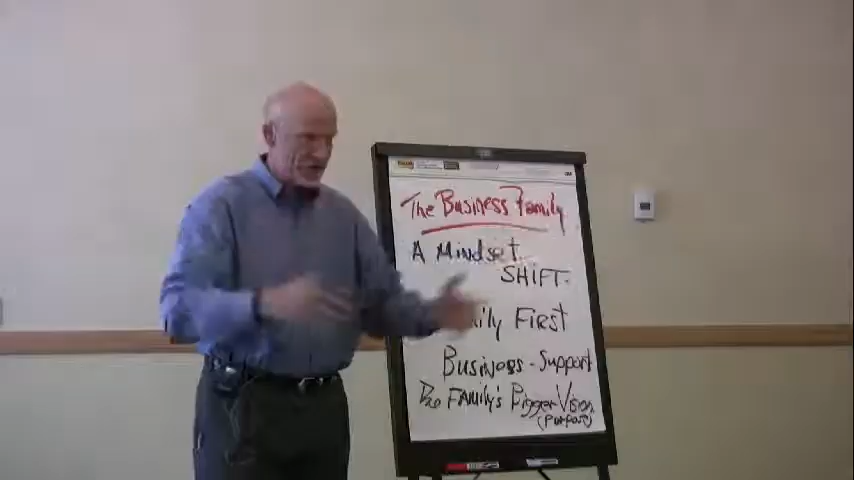 The Business Family
A Mindset
SHIFT
ily First
Business - Support
The FAMILY'S Bigger Vision
(Purpose)